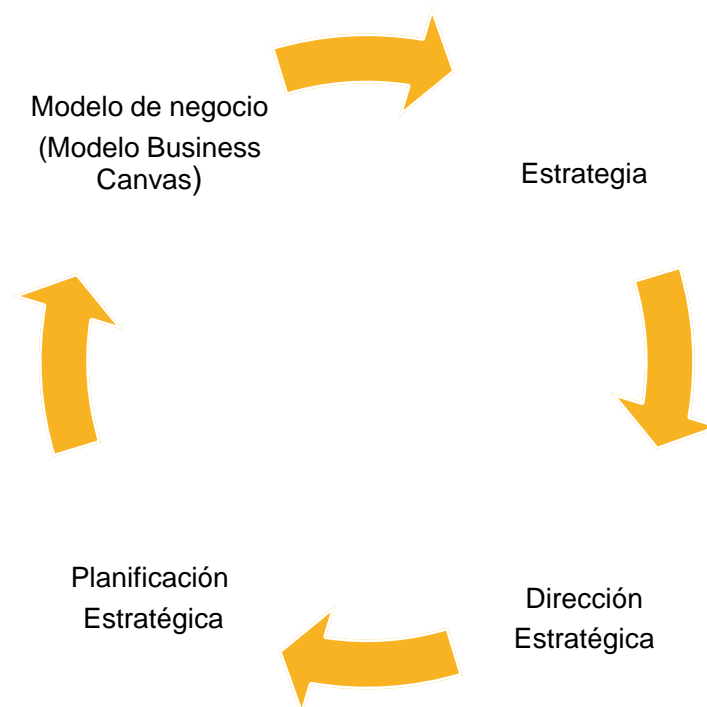 Modelo de negocio
(Modelo Business
Canvas)
Estrategia
Dirección
Estratégica
Planificación
Estratégica